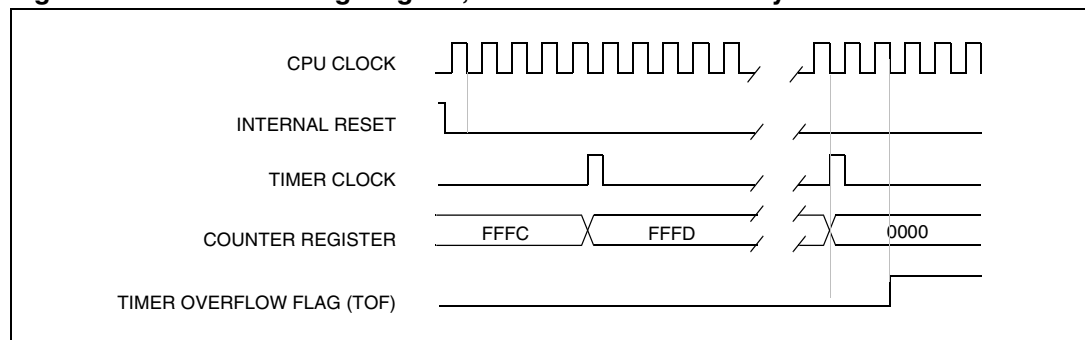 CPU CLOCK
INTERNAL RESET
TIMER CLOCK
COUNTER REGISTER FFFC FFFD 0000
TIMER OVERFLOW FLAG (TOF)